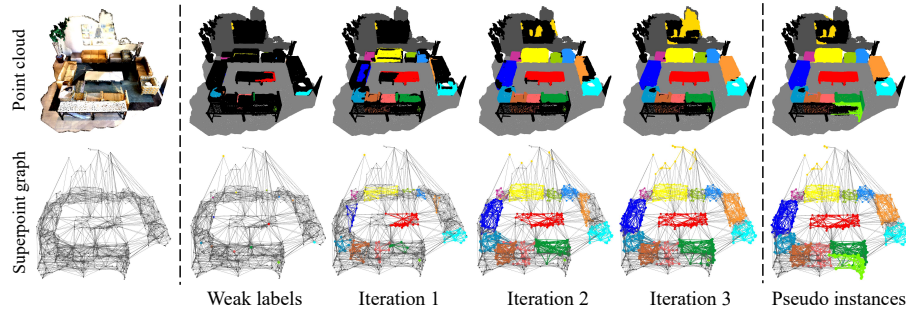 Point cloud
Superpoint graph
Weak labels
Iteration 1
Iteration 2
Iteration 3
Pseudo instances